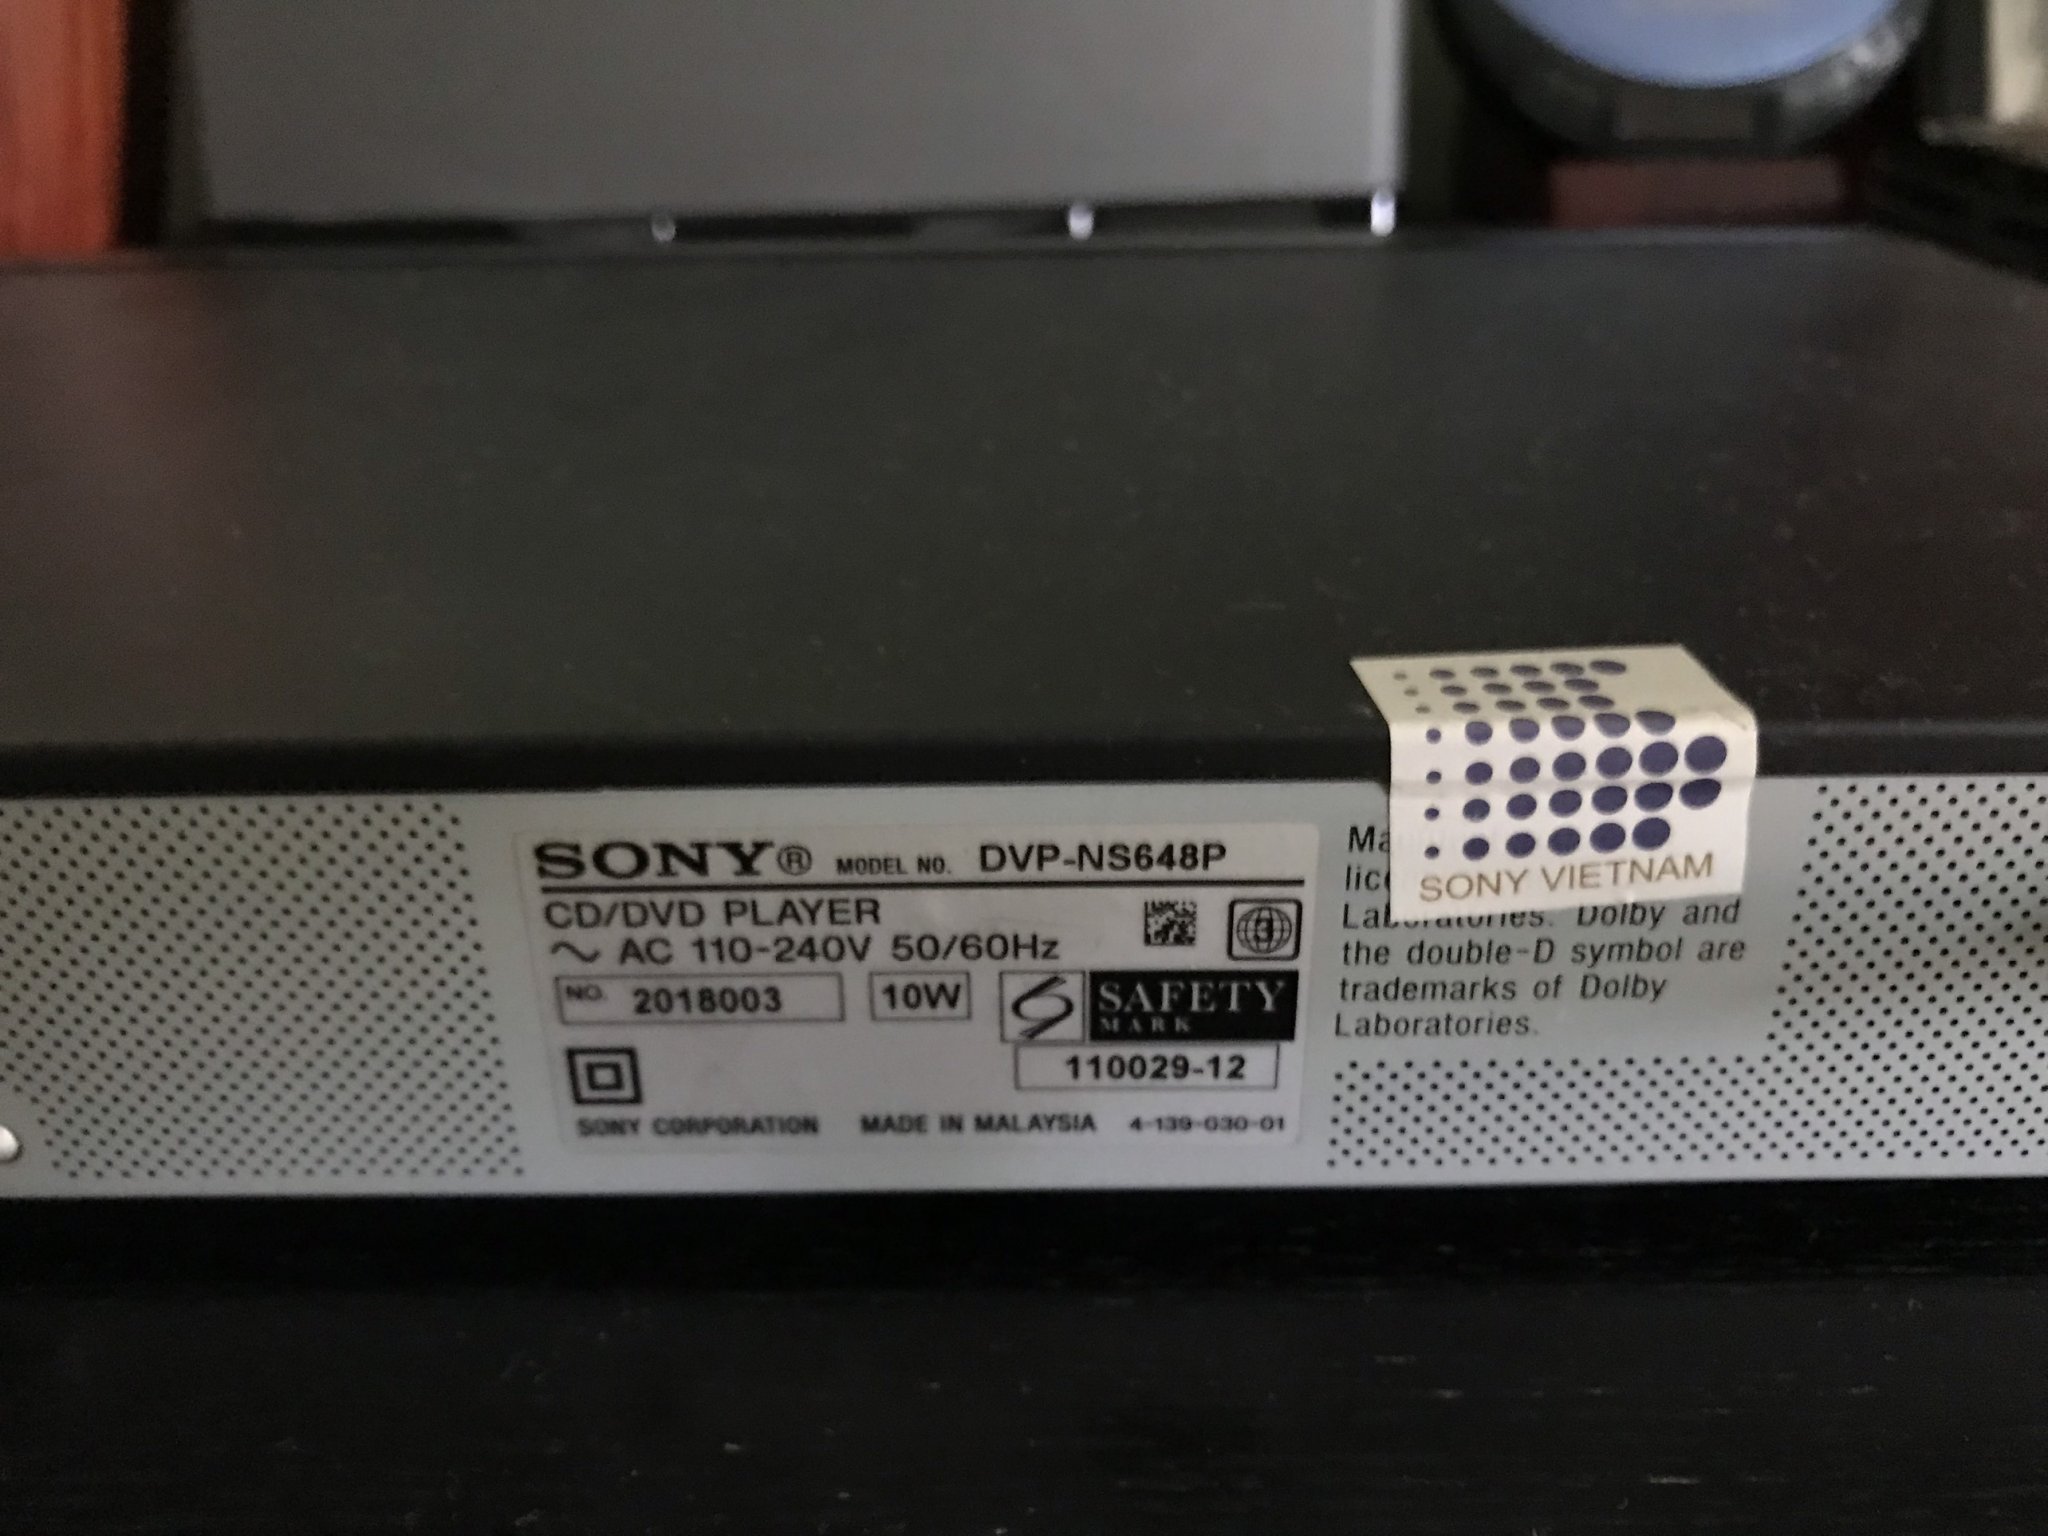 SONY® MODEL NO. DVP-NS648P
CD/DVD PLAYER
~ AC 110-240V 50/60Hz
NO. 2018003 10W
SAFETY
MARK
110029-12
SONY CORPORATION MADE IN MALAYSIA 4-139-030-01
SONY VIETNAM
Laboratories. Dolby and
the double-D symbol are
trademarks of Dolby
Laboratories.